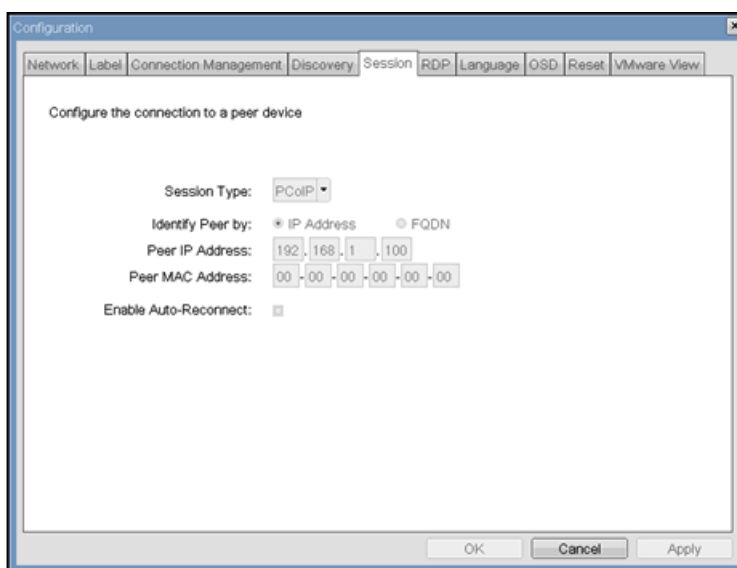 Configuration
Network Label Connection Management Discovery Session RDP Language OSD Reset VMware View
Configure the connection to a peer device
Session Type: PCoIP
Identify Peer by: IP Address FQDN
Peer IP Address: 192 . 168 . 1 . 100
Peer MAC Address: 00 - 00 - 00 - 00 - 00 - 00
Enable Auto-Reconnect:
OK Cancel Apply